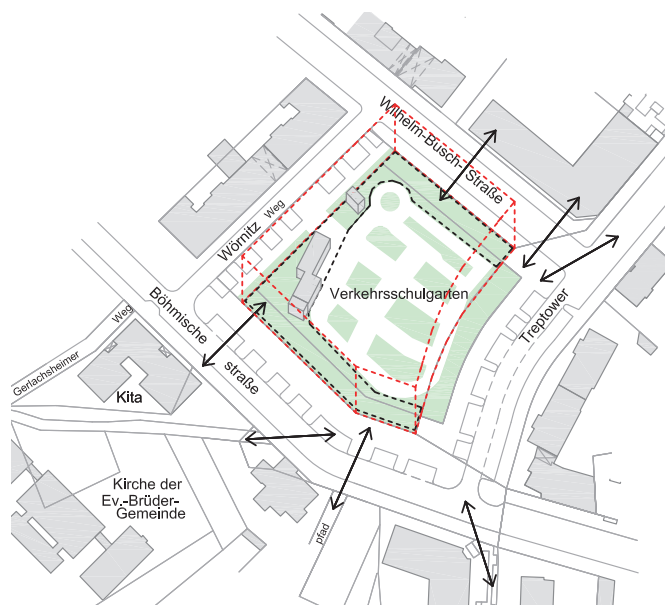 Wilhelm-Busch- Straße
Wörnitz Weg
Verkehrsschulgarten
Treptower
Böhmische straße
Gerlachsheimer Weg
Kita
Kirche der
Ev.-Brüder-
Gemeinde
pfad